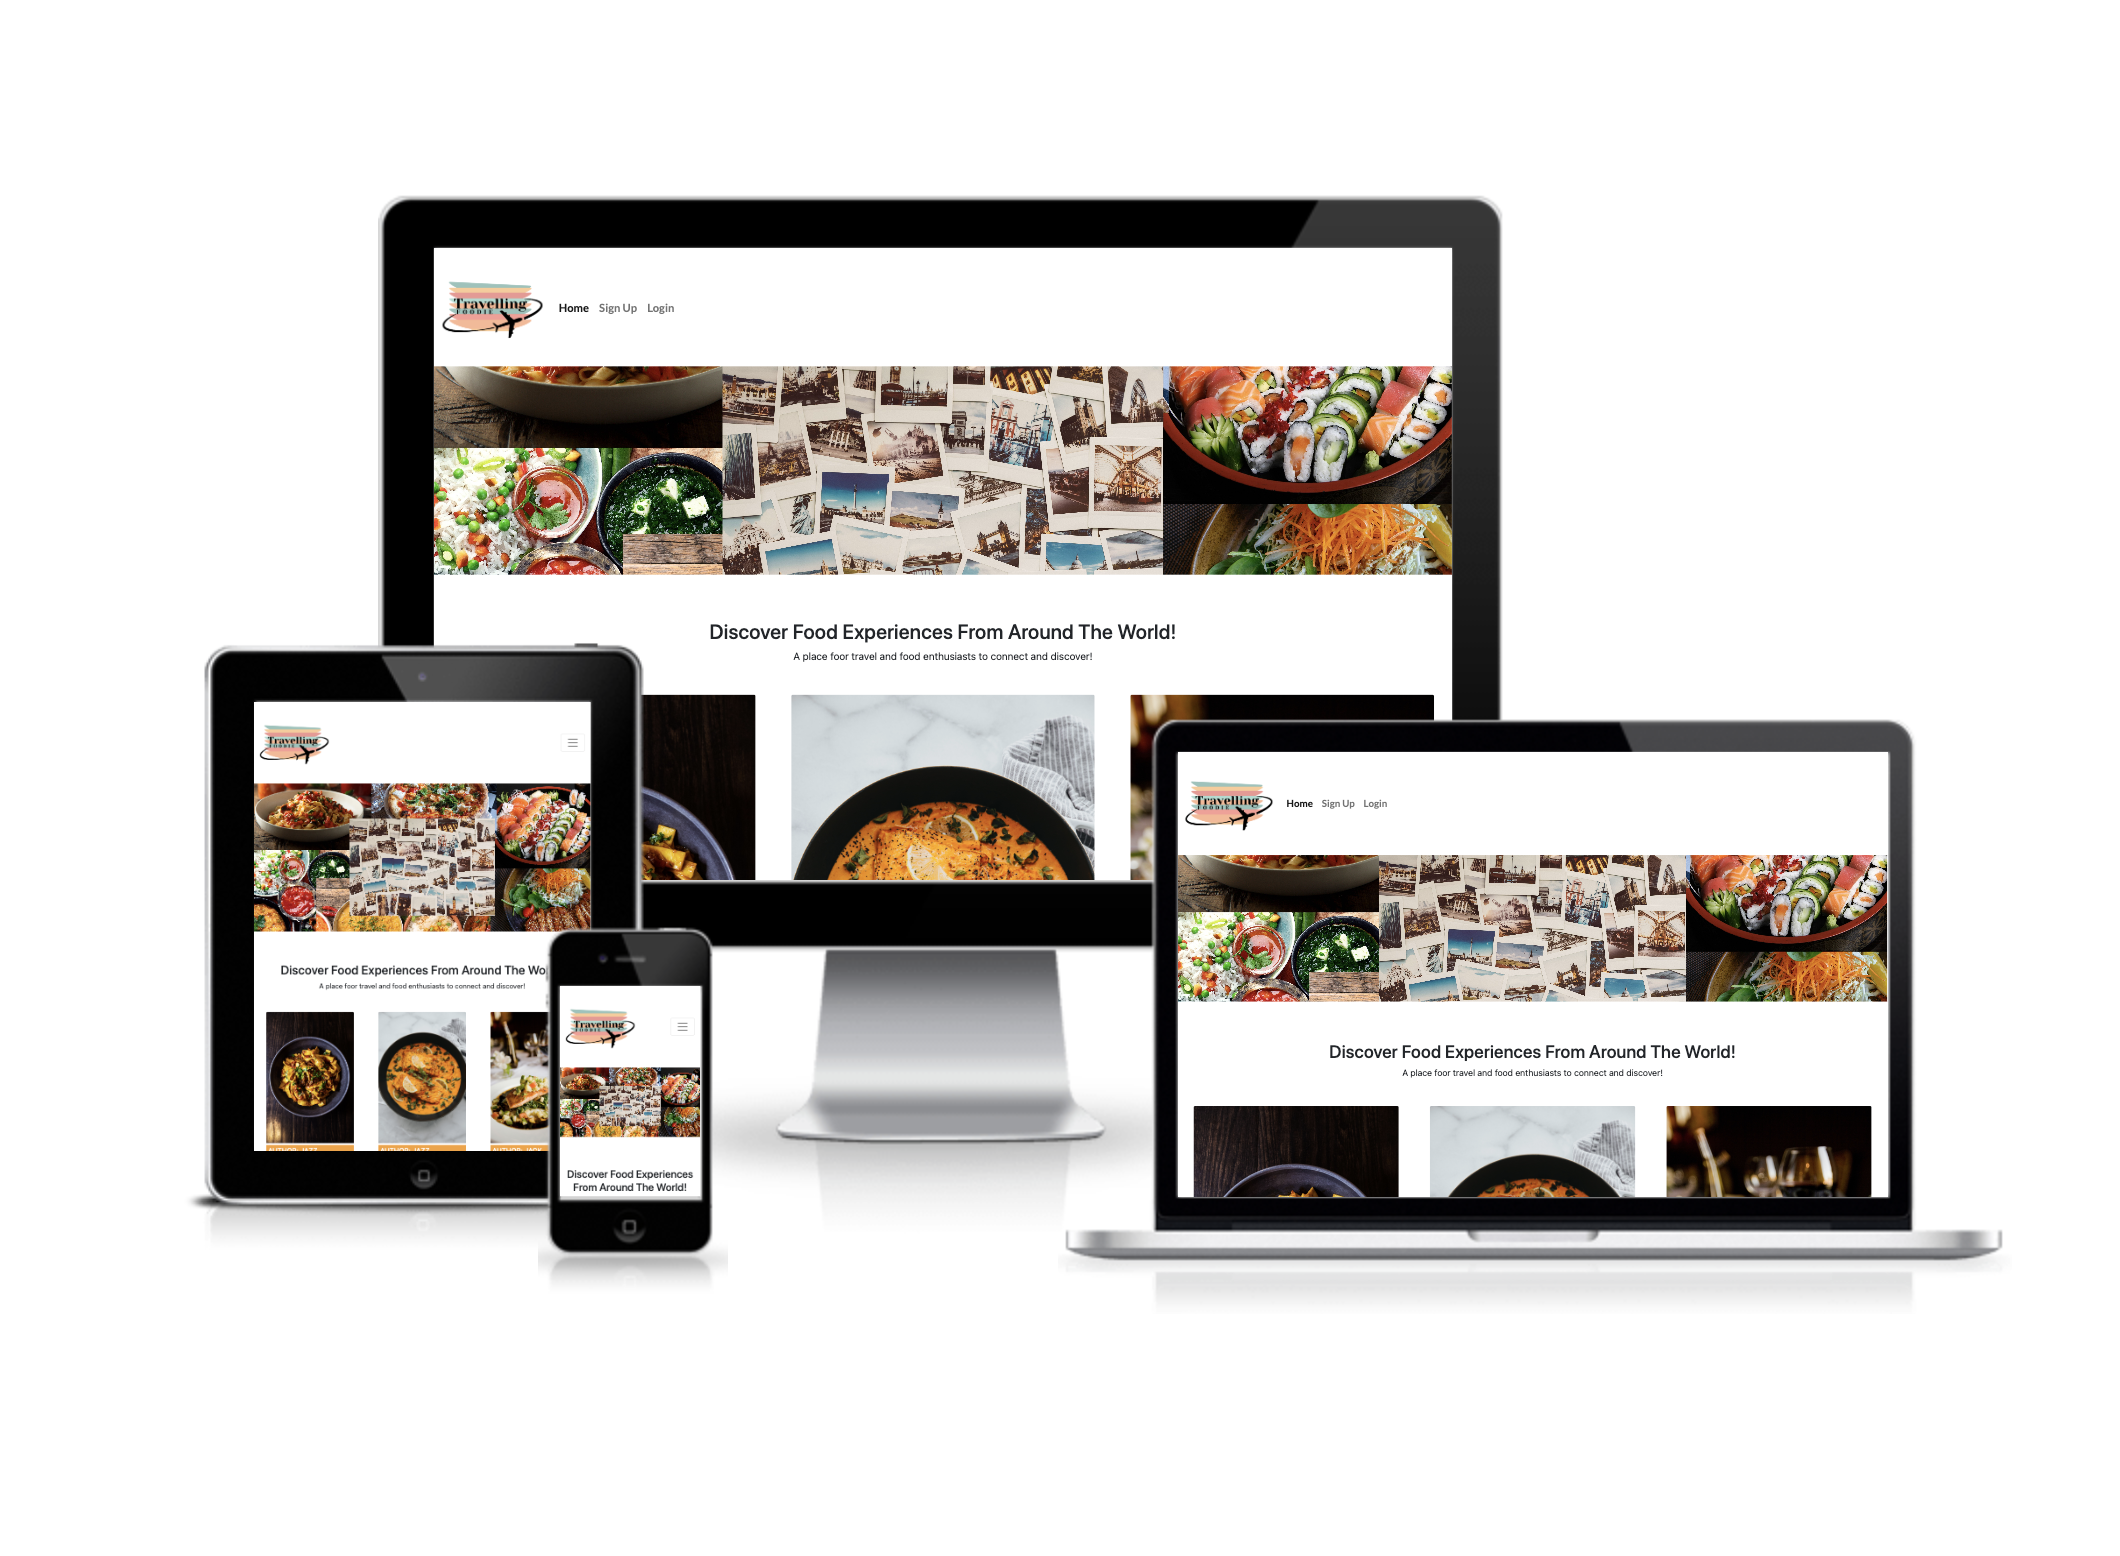 Travelling
FOODIE
Home Sign Up Login
Discover Food Experiences From Around The World!
A place foor travel and food enthusiasts to connect and discover!
Travelling
FOODIE
Discover Food Experiences From Around The Wo
A place foor travel and food enthusiasts to connect and discover!
Travelling
FOODIE
Discover Food Experiences
From Around The World!
Travelling
FOODIE
Home Sign Up Login
Discover Food Experiences From Around The World!
A place foor travel and food enthusiasts to connect and discover!